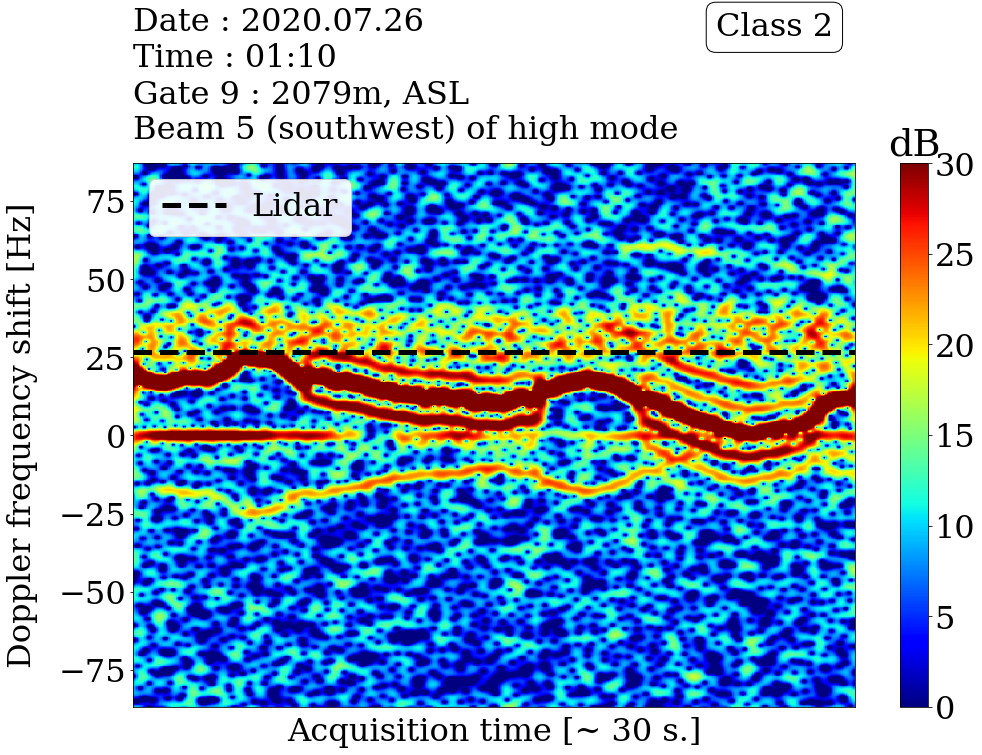 Date : 2020.07.26
Time : 01:10
Gate 9 : 2079m, ASL
Beam 5 (southwest) of high mode
Class 2
dB
Lidar
Doppler frequency shift [Hz]
75
50
25
0
−25
−50
−75
30
25
20
15
10
5
0
Acquisition time [~ 30 s.]